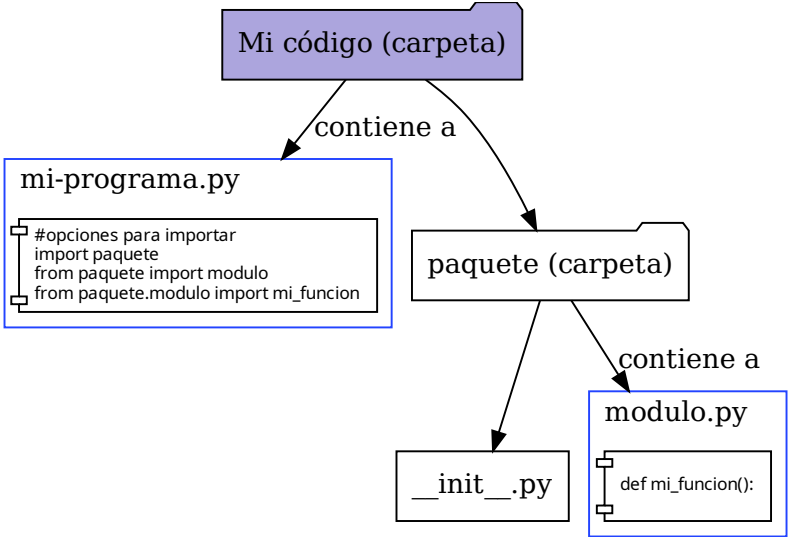 Mi código (carpeta)
contiene a
mi-programa.py
#opciones para importar
import paquete
from paquete import modulo
from paquete.modulo import mi_funcion
paquete (carpeta)
contiene a
modulo.py
__init__.py
def mi_funcion():